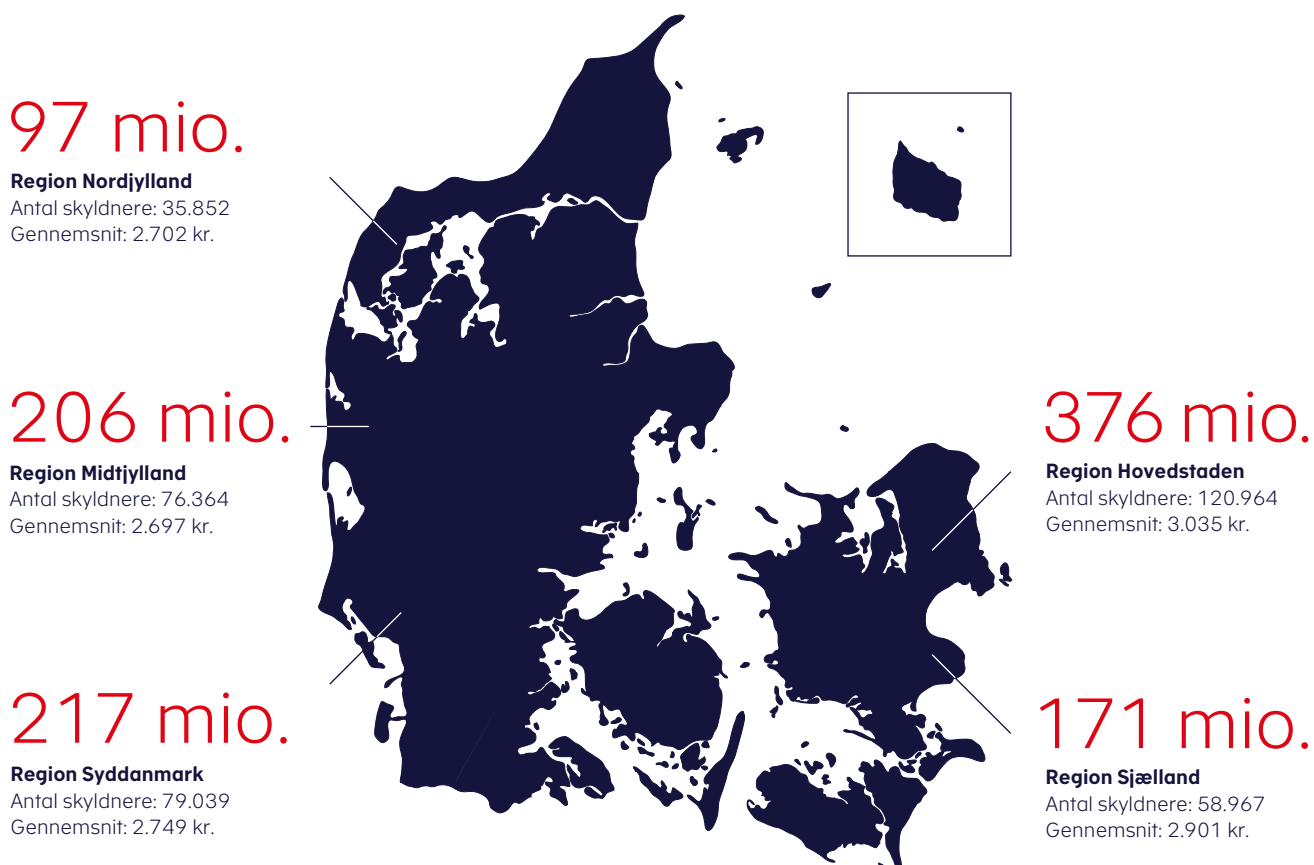 97 mio.
Region Nordjylland
Antal skyldnere: 35.852
Gennemsnit: 2.702 kr.
206 mio.
Region Midtjylland
Antal skyldnere: 76.364
Gennemsnit: 2.697 kr.
217 mio.
Region Syddanmark
Antal skyldnere: 79.039
Gennemsnit: 2.749 kr.
376 mio.
Region Hovedstaden
Antal skyldnere: 120.964
Gennemsnit: 3.035 kr.
171 mio.
Region Sjælland
Antal skyldnere: 58.967
Gennemsnit: 2.901 kr.